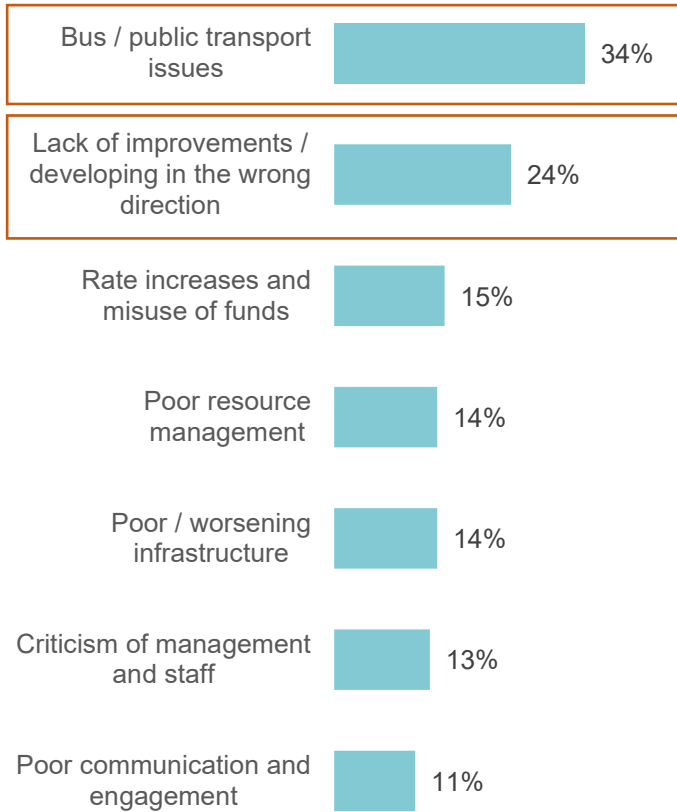 Bus / public transport
issues
34%
Lack of improvements /
developing in the wrong
direction
24%
Rate increases and
misuse of funds
15%
Poor resource
management
14%
Poor / worsening
infrastructure
14%
Criticism of management
and staff
13%
Poor communication and
engagement
11%